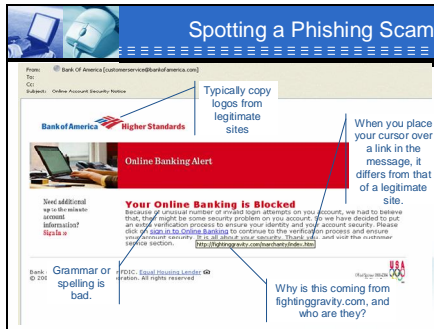 Spotting a Phishing Scam
From: Bank Of America [customerservice@bankofamerica.com]
To:
Cc:
Subject: Online Account Security Notice
Typically copy
logos from
legitimate
sites
Bank of America Higher Standards
When you place
your cursor over
a link in the
message, it
differs from that
of a legitimate
site.
Online Banking Alert
Need additional
up to the minute
account
information?
Sign In »
Your Online Banking is Blocked
Because of unusual number of invalid login attempts on you account, we had to believe
that, they might be some security problem on you account. So we have decided to put
an extra verification process to ensure your identity and your account security. Please
click on sign in to Online Banking to continue to the verification process and ensure
your account security. It is all about your security. Thank you, and visit the customer
service section.
http://fightinggravity.com/marchanty/index.htm
Grammar or
spelling is
bad.
Bank FDIC. Equal Housing Lender
© 200 ration. All rights reserved
USA
Why is this coming from
fightinggravity.com, and
who are they?